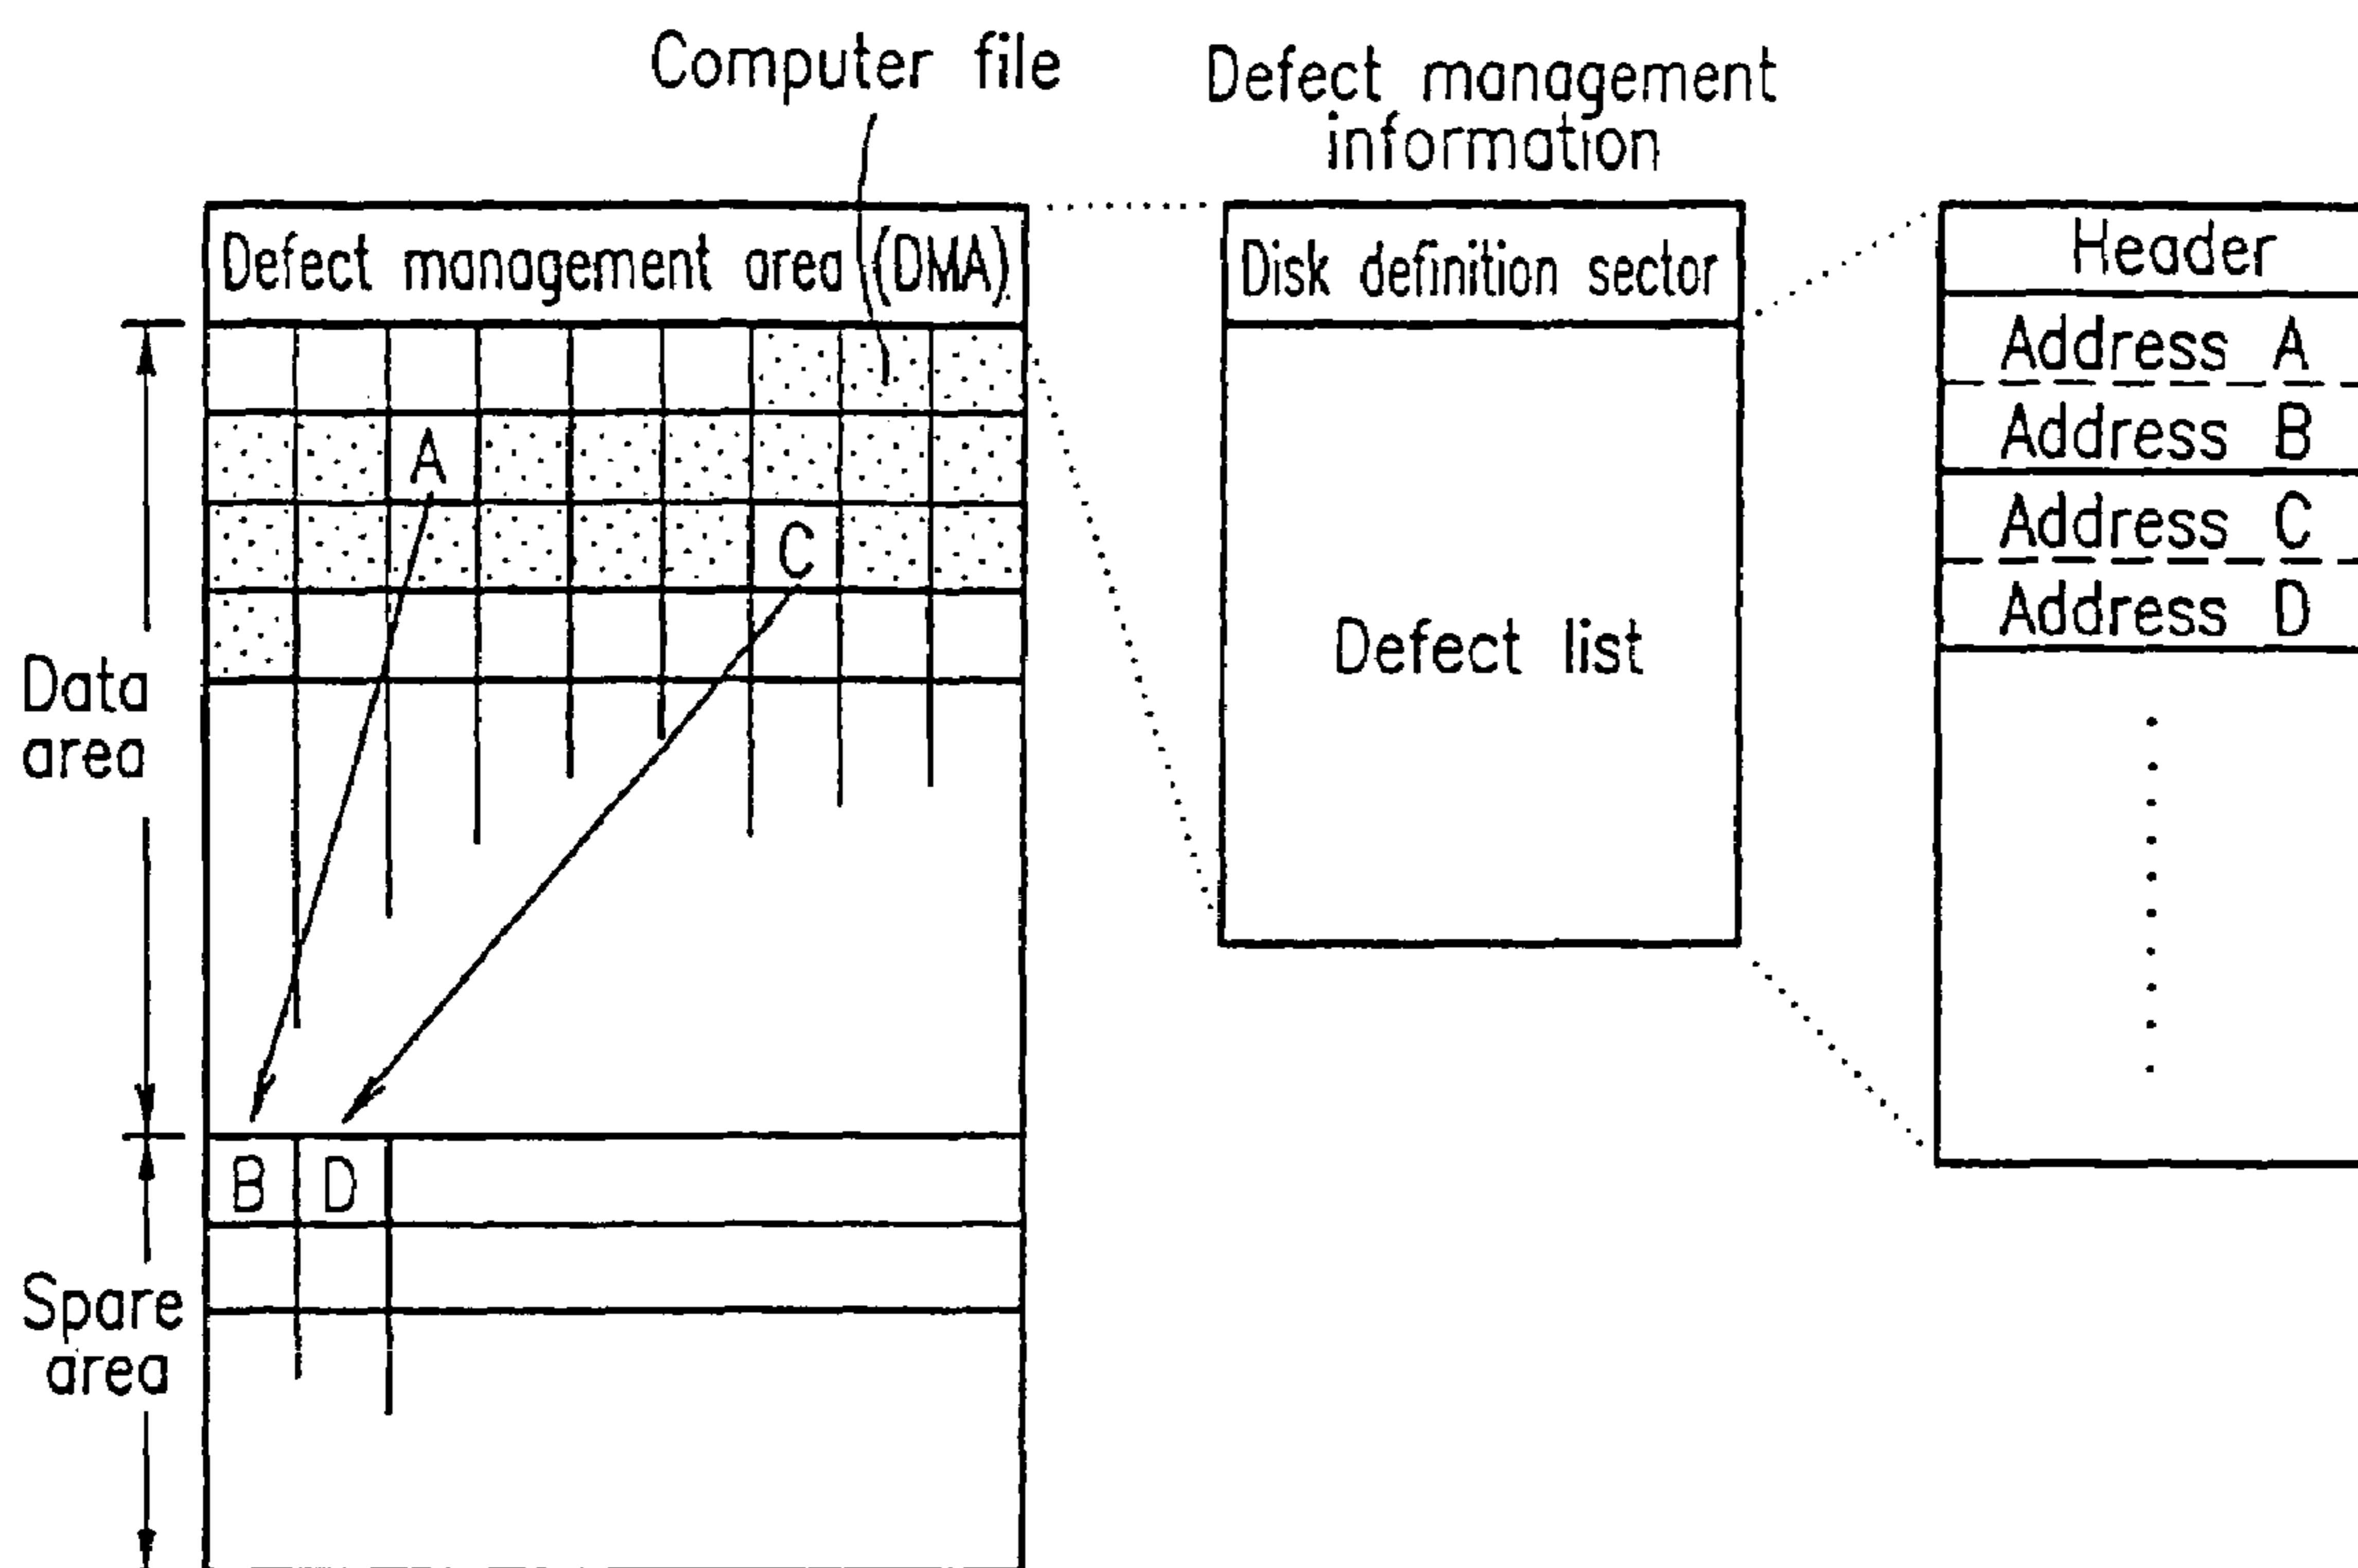 Computer file
Defect management
information
Defect management area (DMA)
Disk definition sector
Header
Address A
Address B
Address C
Address D
A
C
Defect list
Data
area
B D
Spare
area